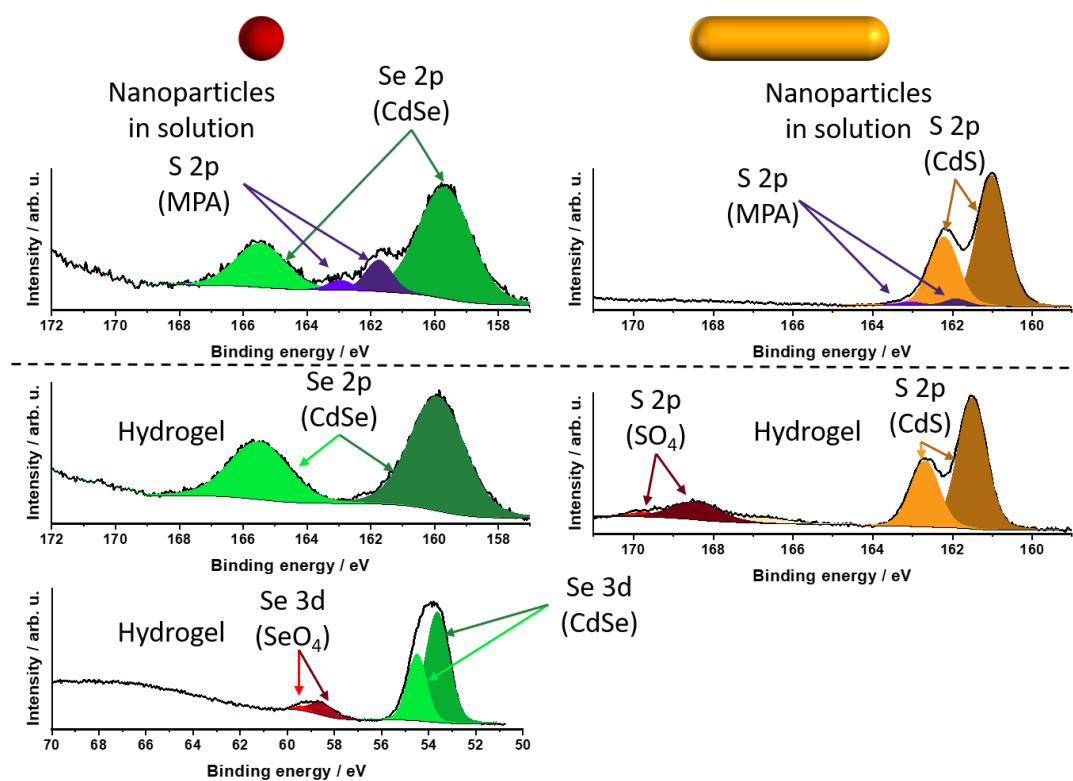 Nanoparticles
in solution
Se 2p
(CdSe)
S 2p
(MPA)
Intensity / arb. u.
172 170 168 166 164 162 160 158
Binding energy / eV
Nanoparticles
in solution
S 2p
(CdS)
S 2p
(MPA)
Intensity / arb. u.
170 168 166 164 162 160
Binding energy / eV
Hydrogel
Se 2p
(CdSe)
Intensity / arb. u.
172 170 168 166 164 162 160 158
Binding energy / eV
S 2p
(SO₄)
Hydrogel
S 2p
(CdS)
Intensity / arb. u.
170 168 166 164 162 160
Binding energy / eV
Hydrogel
Se 3d
(SeO₄)
Se 3d
(CdSe)
Intensity / arb. u.
70 68 66 64 62 60 58 56 54 52 50
Binding energy / eV